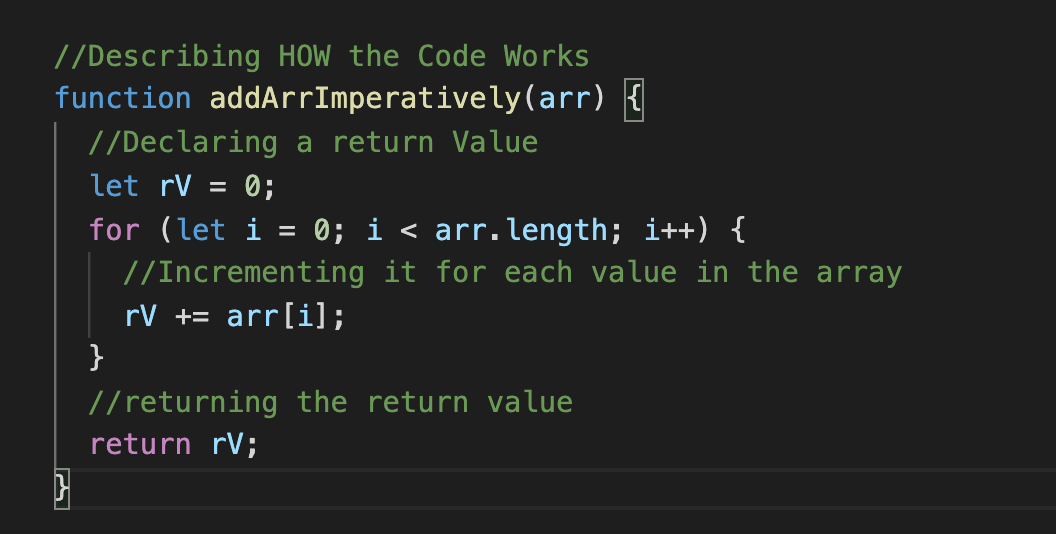 //Describing HOW the Code Works
function addArrImperatively(arr) {
  //Declaring a return Value
  let rV = 0;
  for (let i = 0; i < arr.length; i++) {
    //Incrementing it for each value in the array
    rV += arr[i];
  }
  //returning the return value
  return rV;
}